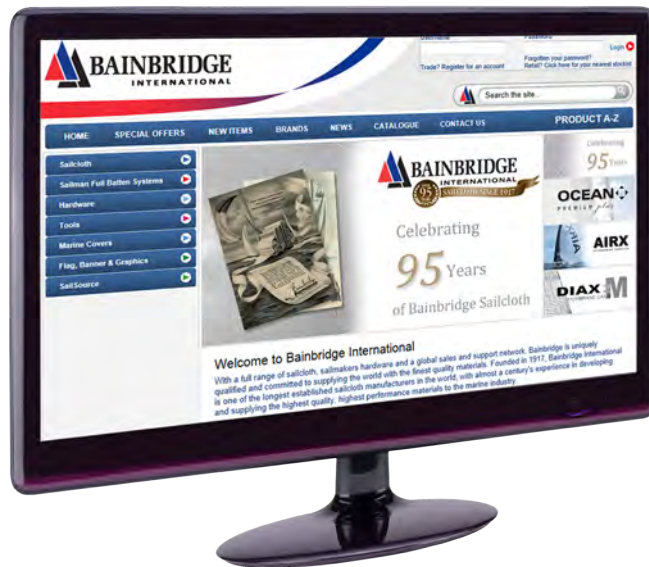 Password
Login
BAINBRIDGE
INTERNATIONAL
Trade? Register for an account
Forgotten your password?
Retail? Click here for your nearest stockist
Search the site...
HOME SPECIAL OFFERS NEW ITEMS BRANDS NEWS CATALOGUE CONTACT US PRODUCT A-Z
Sailcloth
Sailman Full Batten Systems
Hardware
Tools
Marine Covers
Flag, Banner & Graphics
SailSource
BAINBRIDGE
INTERNATIONAL
95 SAILCLOTH SINCE 1917
Celebrating
95 Years
of Bainbridge Sailcloth
Celebrating
95 Years
OCEAN
PREMIUM plus
AIRX
DIAX M
Welcome to Bainbridge International
With a full range of sailcloth, sailmakers hardware and a global sales and support network, Bainbridge is uniquely
qualified and committed to supplying the world with the finest quality materials. Founded in 1917, Bainbridge International
is one of the longest established sailcloth manufacturers in the world, with almost a century's experience in developing
and supplying the highest quality, highest performance materials to the marine industry.